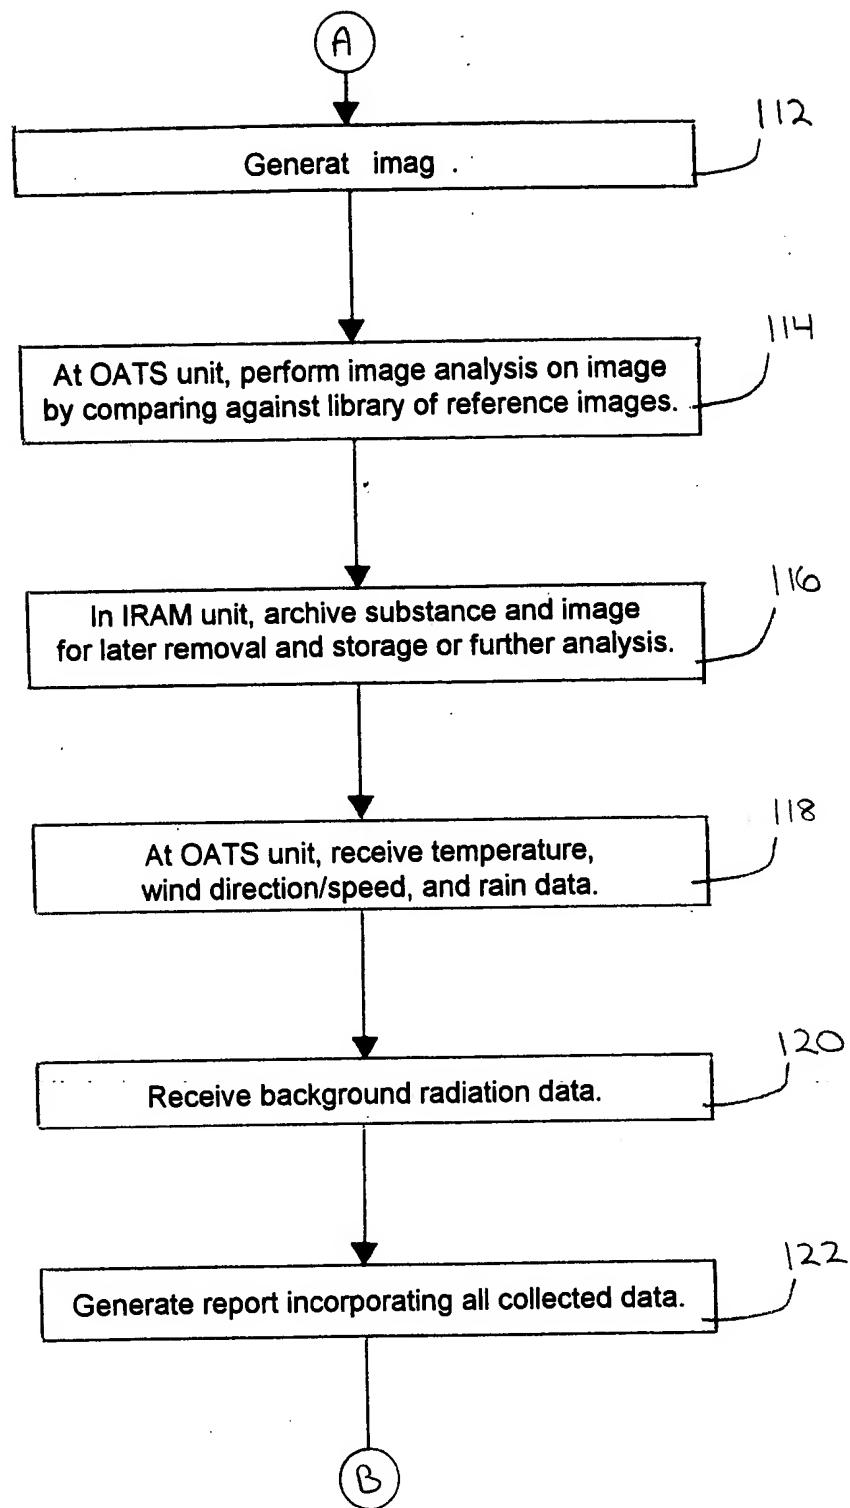 A
112
Generat imag .
114
At OATS unit, perform image analysis on image
by comparing against library of reference images.
116
In IRAM unit, archive substance and image
for later removal and storage or further analysis.
118
At OATS unit, receive temperature,
wind direction/speed, and rain data.
120
Receive background radiation data.
122
Generate report incorporating all collected data.
B